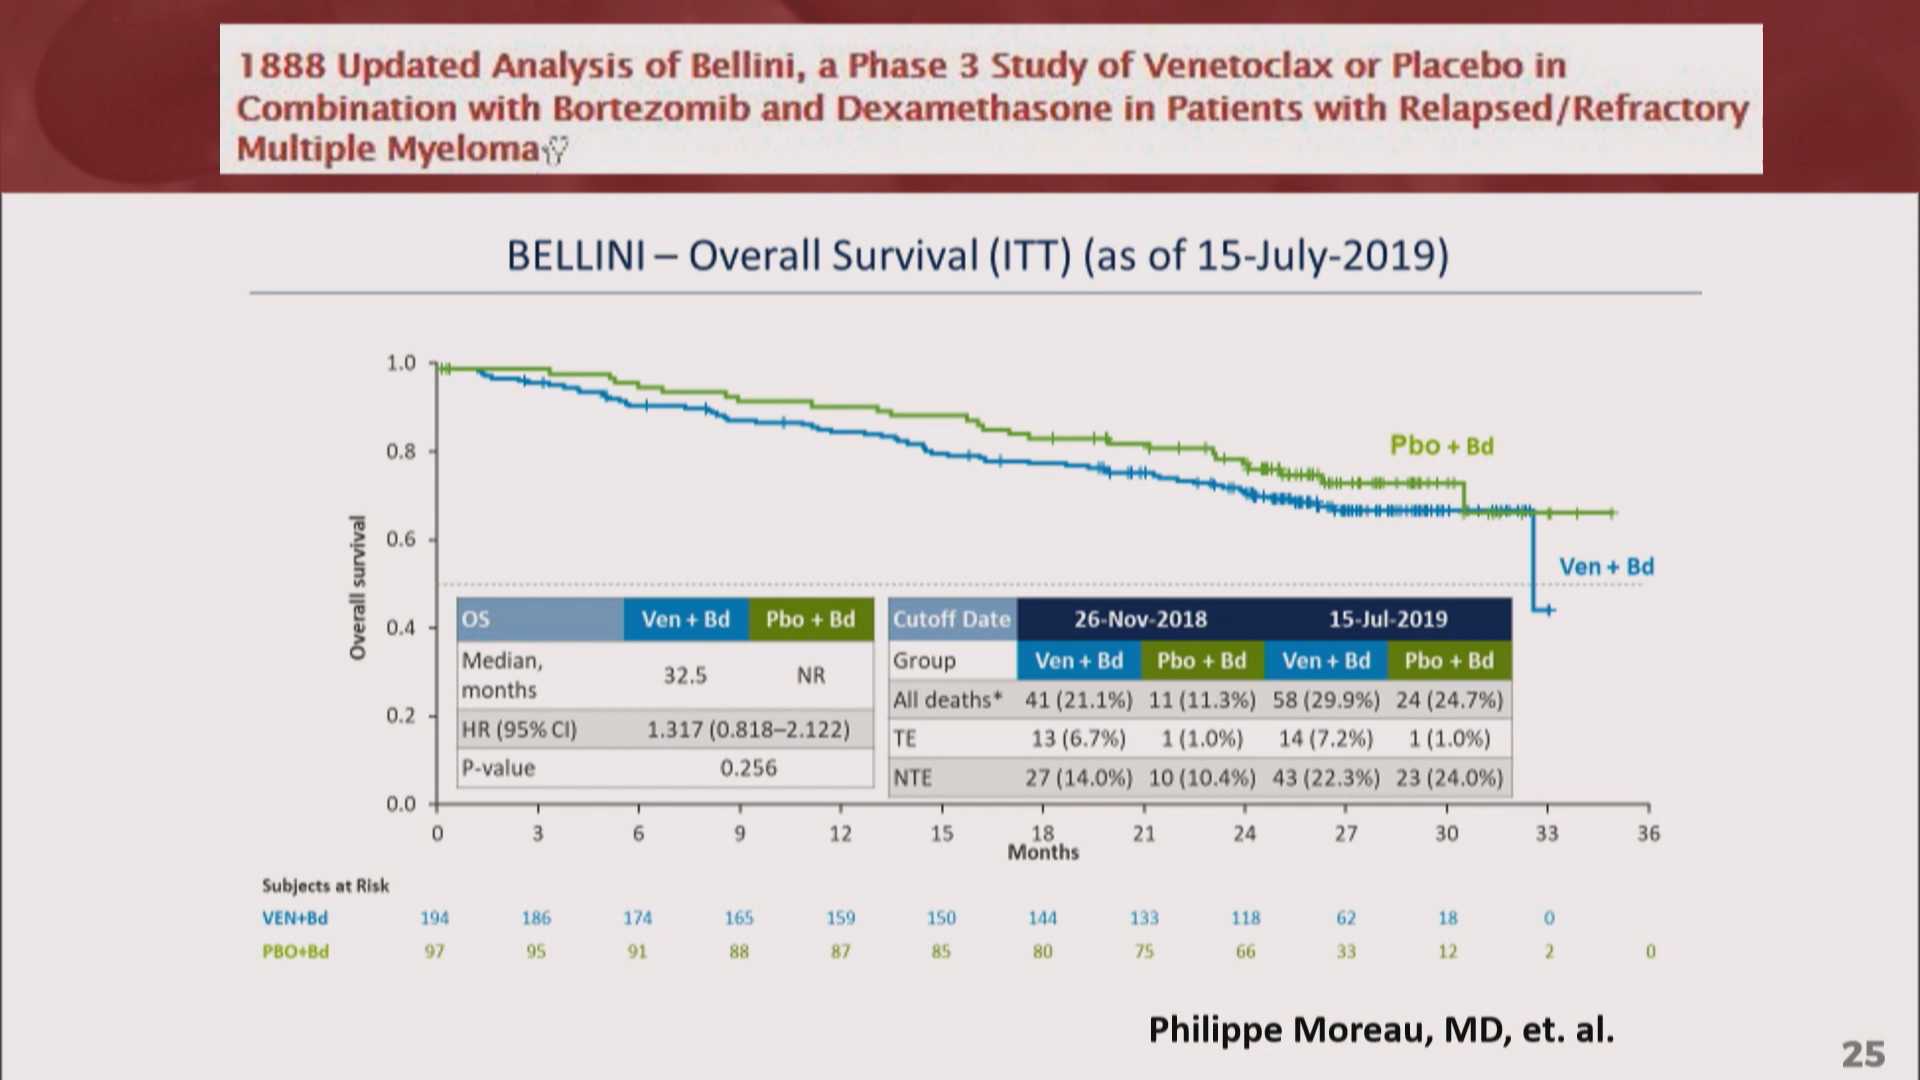 1888 Updated Analysis of Bellini, a Phase 3 Study of Venetoclax or Placebo in
Combination with Bortezomib and Dexamethasone in Patients with Relapsed/Refractory
Multiple Myeloma
BELLINI – Overall Survival (ITT) (as of 15-July-2019)
Overall survival
1.0
0.8
0.6
0.4
0.2
0.0
Pbo + Bd
Ven + Bd
OS Ven + Bd Pbo + Bd
Median, months 32.5 NR
HR (95% CI) 1.317 (0.818–2.122)
P-value 0.256
Cutoff Date 26-Nov-2018 15-Jul-2019
Group Ven + Bd Pbo + Bd Ven + Bd Pbo + Bd
All deaths* 41 (21.1%) 11 (11.3%) 58 (29.9%) 24 (24.7%)
TE 13 (6.7%) 1 (1.0%) 14 (7.2%) 1 (1.0%)
NTE 27 (14.0%) 10 (10.4%) 43 (22.3%) 23 (24.0%)
0 3 6 9 12 15 18 21 24 27 30 33 36
Months
Subjects at Risk
VEN+Bd 194 186 174 165 159 150 144 133 118 62 18 0
PBO+Bd 97 95 91 88 87 85 80 75 66 33 12 2 0
Philippe Moreau, MD, et. al.
25